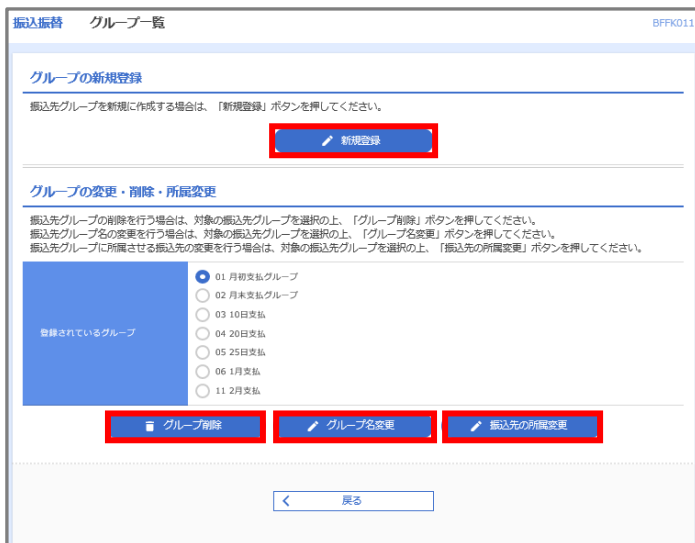 振込振替 グループ一覧 BFFK011
グループの新規登録
振込先グループを新規に作成する場合は、「新規登録」ボタンを押してください。
新規登録
グループの変更・削除・所属変更
振込先グループの削除を行う場合は、対象の振込先グループを選択の上、「グループ削除」ボタンを押してください。
振込先グループ名の変更を行う場合は、対象の振込先グループを選択の上、「グループ名変更」ボタンを押してください。
振込先グループに所属させる振込先の変更を行う場合は、対象の振込先グループを選択の上、「振込先の所属変更」ボタンを押してください。
登録されているグループ
01 月初支払グループ
02 月末支払グループ
03 10日支払
04 20日支払
05 25日支払
06 1月支払
11 2月支払
グループ削除 グループ名変更 振込先の所属変更
戻る